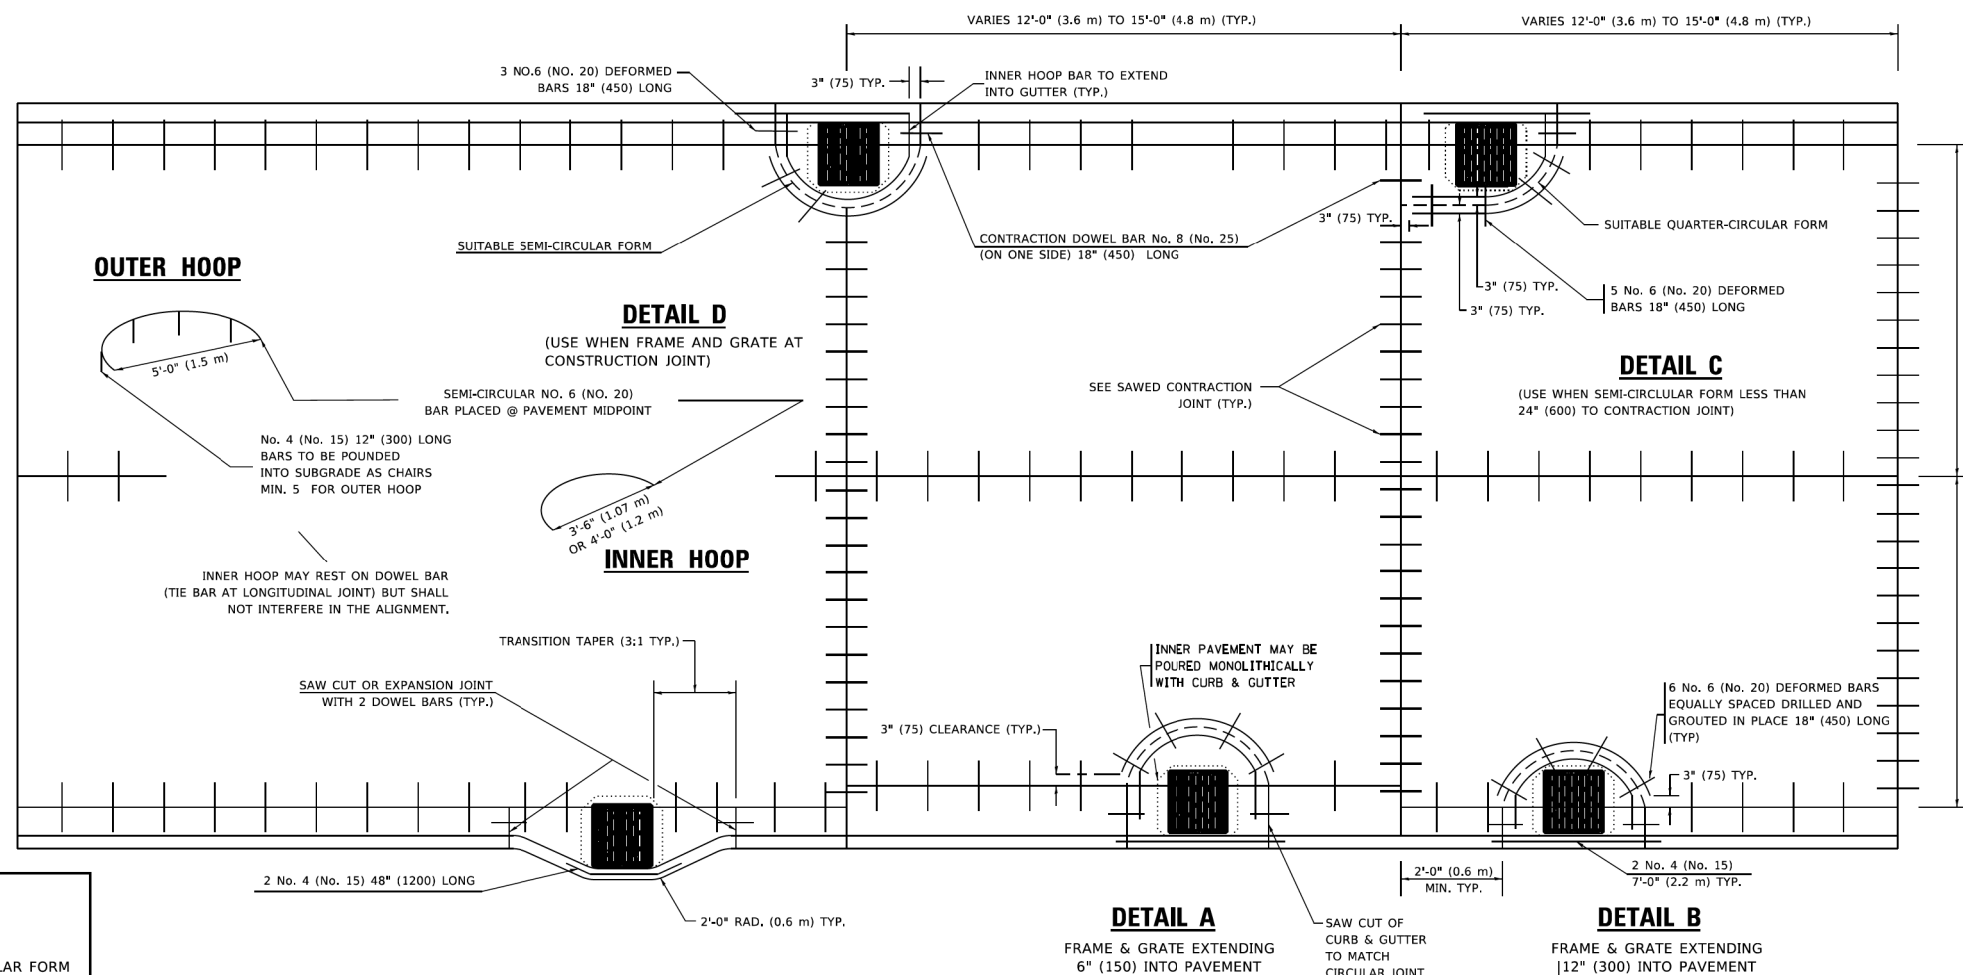 VARIES 12'-0" (3.6 m) TO 15'-0" (4.8 m) (TYP.)
VARIES 12'-0" (3.6 m) TO 15'-0" (4.8 m) (TYP.)
3 NO.6 (NO. 20) DEFORMED
BARS 18" (450) LONG
3" (75) TYP.
INNER HOOP BAR TO EXTEND
INTO GUTTER (TYP.)
SUITABLE SEMI-CIRCULAR FORM
CONTRACTION DOWEL BAR No. 8 (No. 25)
(ON ONE SIDE) 18" (450) LONG
3" (75) TYP.
SUITABLE QUARTER-CIRCULAR FORM
3" (75) TYP.
3" (75) TYP.
5 No. 6 (No. 20) DEFORMED
BARS 18" (450) LONG
OUTER HOOP
5'-0" (1.5 m)
DETAIL D
(USE WHEN FRAME AND GRATE AT
CONSTRUCTION JOINT)
SEMI-CIRCULAR NO. 6 (NO. 20)
BAR PLACED @ PAVEMENT MIDPOINT
SEE SAWED CONTRACTION
JOINT (TYP.)
DETAIL C
(USE WHEN SEMI-CIRCLULAR FORM LESS THAN
24" (600) TO CONTRACTION JOINT)
No. 4 (No. 15) 12" (300) LONG
BARS TO BE POUNDED
INTO SUBGRADE AS CHAIRS
MIN. 5 FOR OUTER HOOP
3'-6" (1.07 m)
OR 4'-0" (1.2 m)
INNER HOOP
INNER HOOP MAY REST ON DOWEL BAR
(TIE BAR AT LONGITUDINAL JOINT) BUT SHALL
NOT INTERFERE IN THE ALIGNMENT.
TRANSITION TAPER (3:1 TYP.)
SAW CUT OR EXPANSION JOINT
WITH 2 DOWEL BARS (TYP.)
INNER PAVEMENT MAY BE
POURED MONOLITHICALLY
WITH CURB & GUTTER
3" (75) CLEARANCE (TYP.)
6 No. 6 (No. 20) DEFORMED BARS
EQUALLY SPACED DRILLED AND
GROUTED IN PLACE 18" (450) LONG
(TYP)
3" (75) TYP.
2 No. 4 (No. 15) 48" (1200) LONG
2'-0" RAD. (0.6 m) TYP.
2'-0" (0.6 m)
MIN. TYP.
2 No. 4 (No. 15)
7'-0" (2.2 m) TYP.
DETAIL A
FRAME & GRATE EXTENDING
6" (150) INTO PAVEMENT
SAW CUT OF
CURB & GUTTER
TO MATCH
CIRCULAR JOINT
DETAIL B
FRAME & GRATE EXTENDING
12" (300) INTO PAVEMENT
LAR FORM